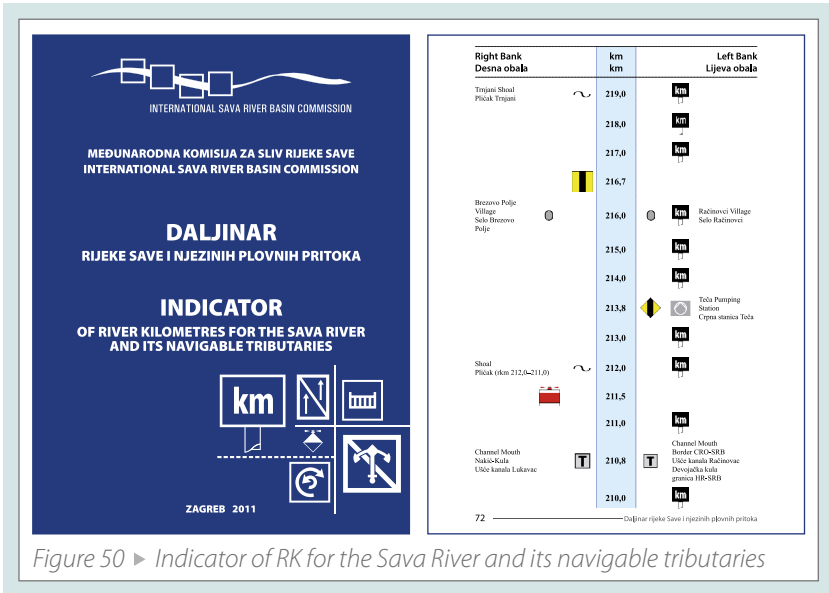 INTERNATIONAL SAVA RIVER BASIN COMMISSION
MEĐUNARODNA KOMISIJA ZA SLIV RIJEKE SAVE
INTERNATIONAL SAVA RIVER BASIN COMMISSION
DALJINAR
RIJEKE SAVE I NJEZINIH PLOVNIH PRITOKA
INDICATOR
OF RIVER KILOMETRES FOR THE SAVA RIVER
AND ITS NAVIGABLE TRIBUTARIES
km
ZAGREB 2011
Right Bank km Left Bank
Desna obala km Lijeva obala
Trnjani Shoal
Plićak Trnjani
219,0 km
218,0 km
217,0 km
216,7
Brezovo Polje
Village
Selo Brezovo
Polje
216,0 km
Račinovci Village
Selo Račinovci
215,0 km
214,0 km
213,8
Teča Pumping
Station
Crpna stanica Teča
213,0 km
Shoal
Plićak (rkm 212,0–211,0)
212,0 km
211,5
211,0 km
Channel Mouth
Nakić-Kula
Ušće kanala Lukavac
T 210,8 T
Channel Mouth
Border CRO-SRB
Ušće kanala Račinovac
Devojačka kula
granica HR-SRB
210,0 km
72 Daljinar rijeke Save i njezinih plovnih pritoka
Figure 50 ► Indicator of RK for the Sava River and its navigable tributaries